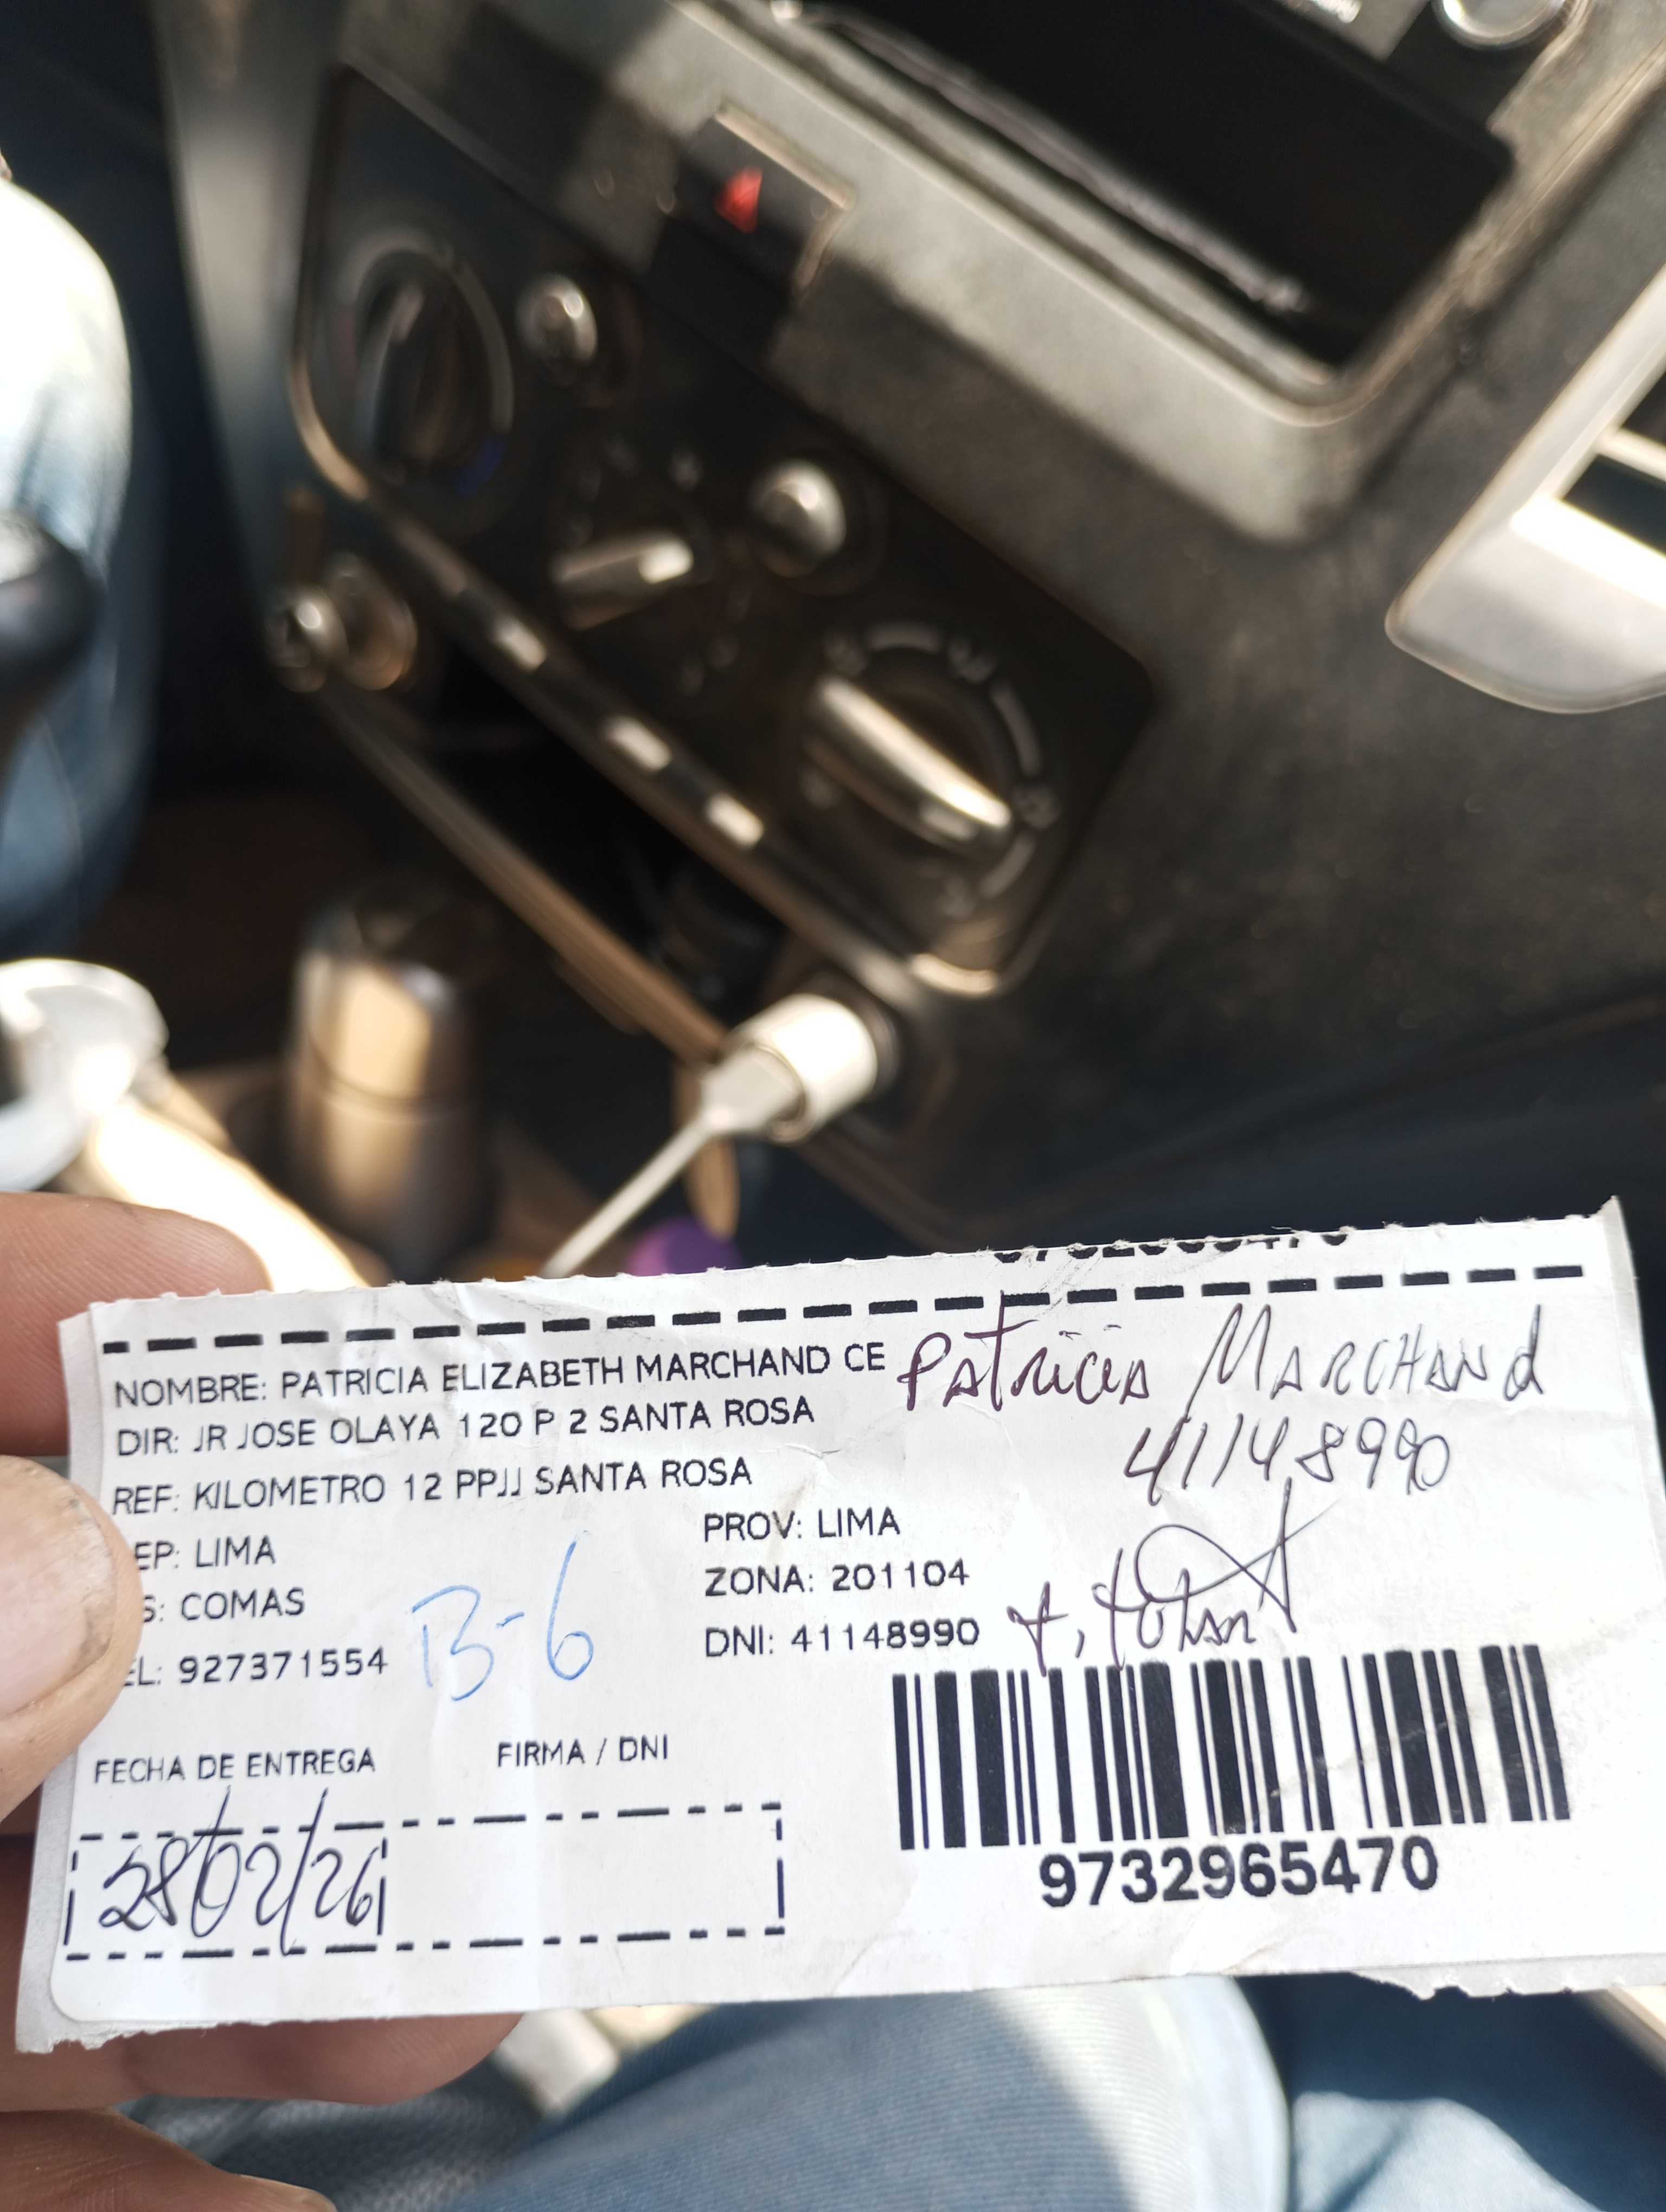 NOMBRE: PATRICIA ELIZABETH MARCHAND CE
Patricia Marchand
DIR: JR JOSE OLAYA 120 P 2 SANTA ROSA
41148990
REF: KILOMETRO 12 PPJJ SANTA ROSA
EP: LIMA
PROV: LIMA
S: COMAS
ZONA: 201104
B-6
EL: 927371554
DNI: 41148990
FECHA DE ENTREGA
FIRMA / DNI
28/02/26
9732965470